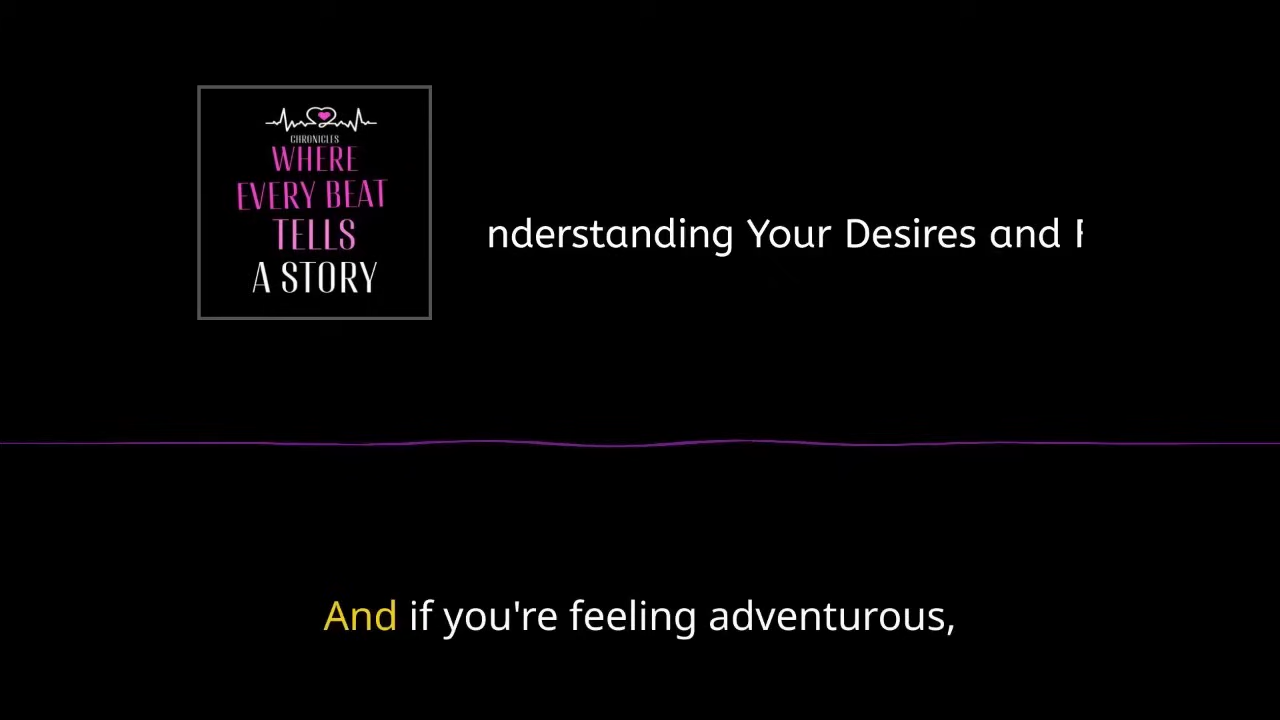 CHRONICLES
WHERE
EVERY BEAT
TELLS
A STORY
nderstanding Your Desires and
And if you're feeling adventurous,